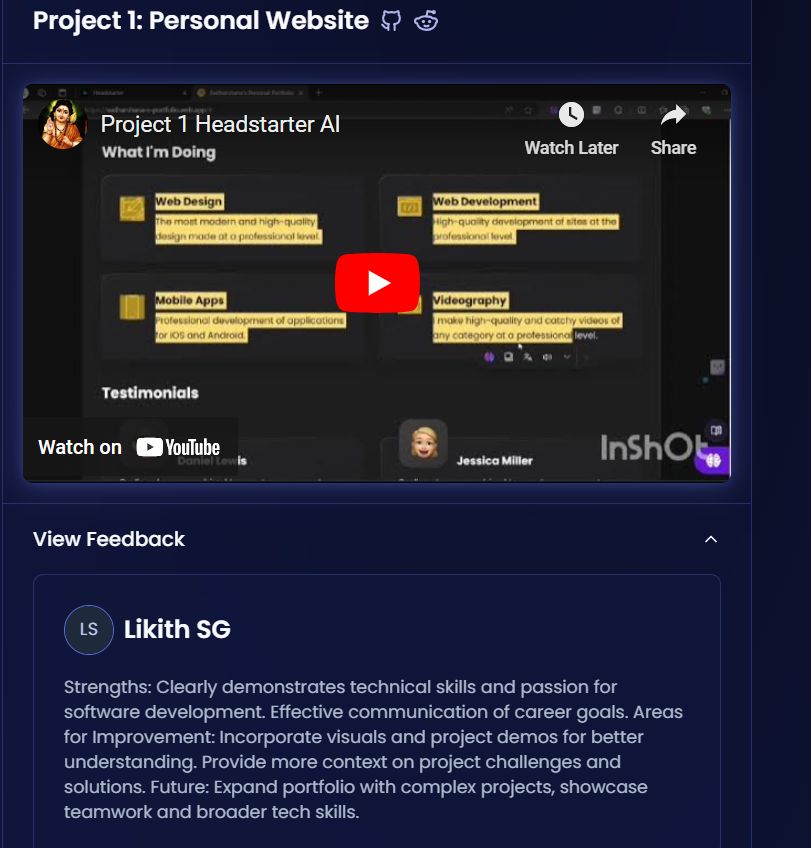 Project 1: Personal Website
Headstarter
Sudharshana's Personal Portfolio
Project 1 Headstarter AI
Watch Later
Share
What I'm Doing
Web Design
The most modern and high-quality
design made at a professional level.
Web Development
High-quality development of sites at the
professional level.
Mobile Apps
Professional development of applications
for iOS and Android.
Videography
I make high-quality and catchy videos of
any category at a professional level.
Testimonials
Watch on YouTube
Daniel Lewis
Jessica Miller
InShOt
View Feedback
LS
Likith SG
Strengths: Clearly demonstrates technical skills and passion for
software development. Effective communication of career goals. Areas
for Improvement: Incorporate visuals and project demos for better
understanding. Provide more context on project challenges and
solutions. Future: Expand portfolio with complex projects, showcase
teamwork and broader tech skills.